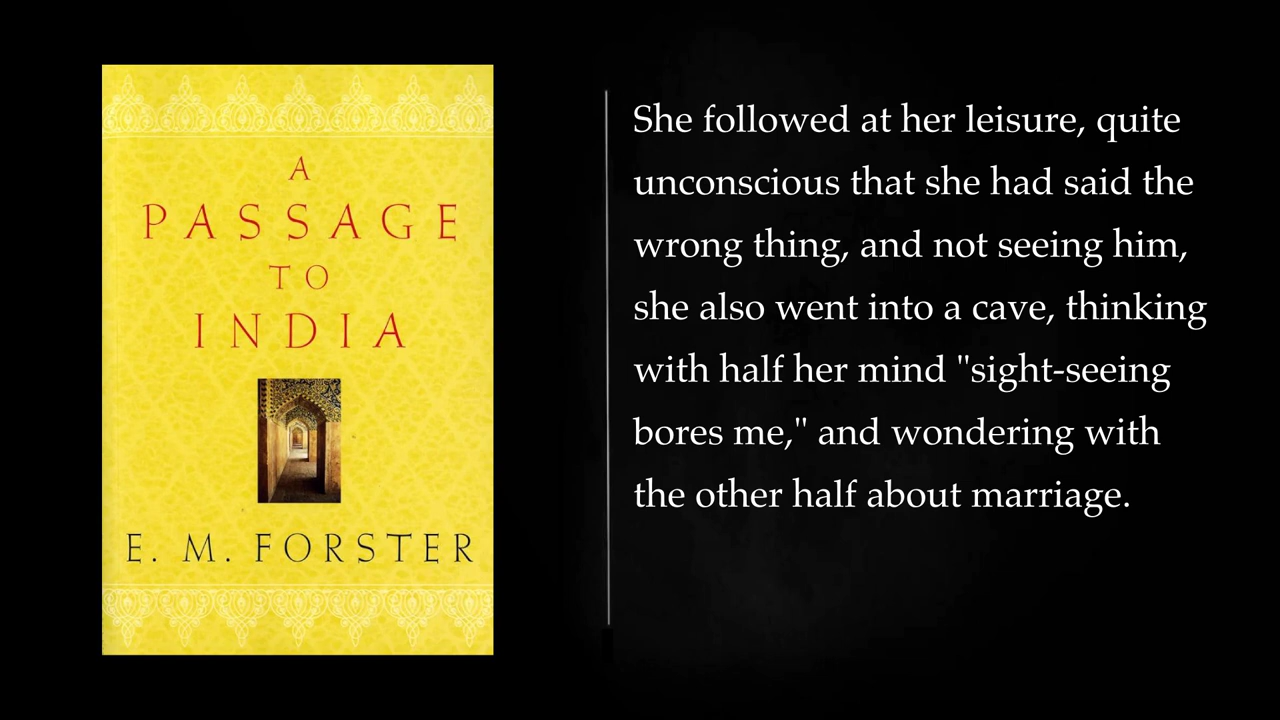 A
PASSAGE
TO
INDIA
E. M. FORSTER
She followed at her leisure, quite
unconscious that she had said the
wrong thing, and not seeing him,
she also went into a cave, thinking
with half her mind "sight-seeing
bores me," and wondering with
the other half about marriage.